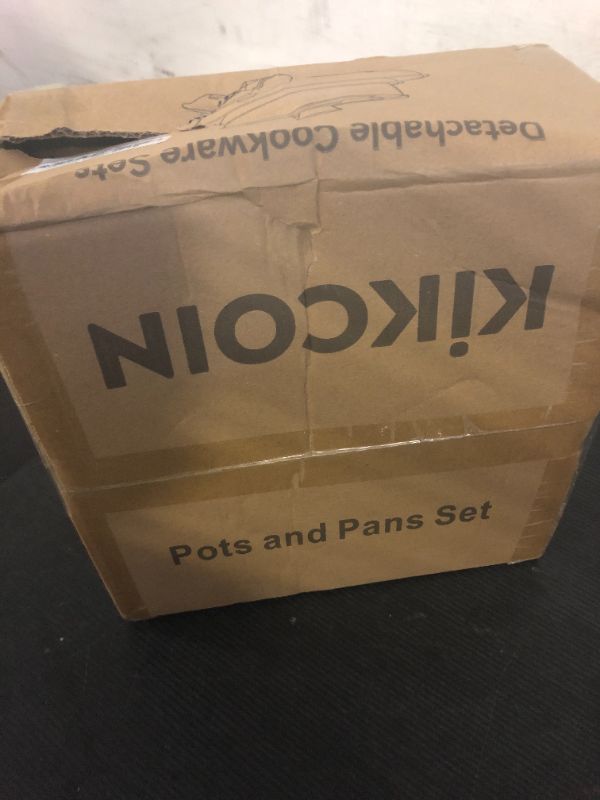 Detachable Cookware Sets
KiKCOIN
Pots and Pans Set